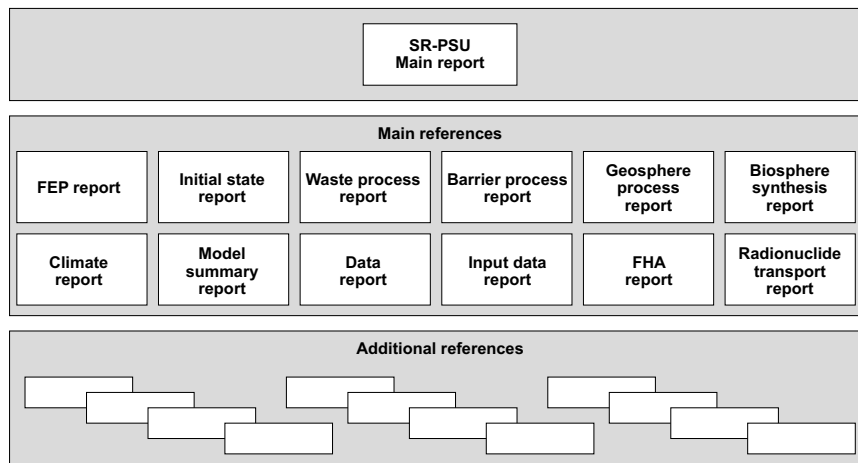 SR-PSU
Main report
Main references
FEP report
Initial state
report
Waste process
report
Barrier process
report
Geosphere
process
report
Biosphere
synthesis
report
Climate
report
Model
summary
report
Data
report
Input data
report
FHA
report
Radionuclide
transport
report
Additional references